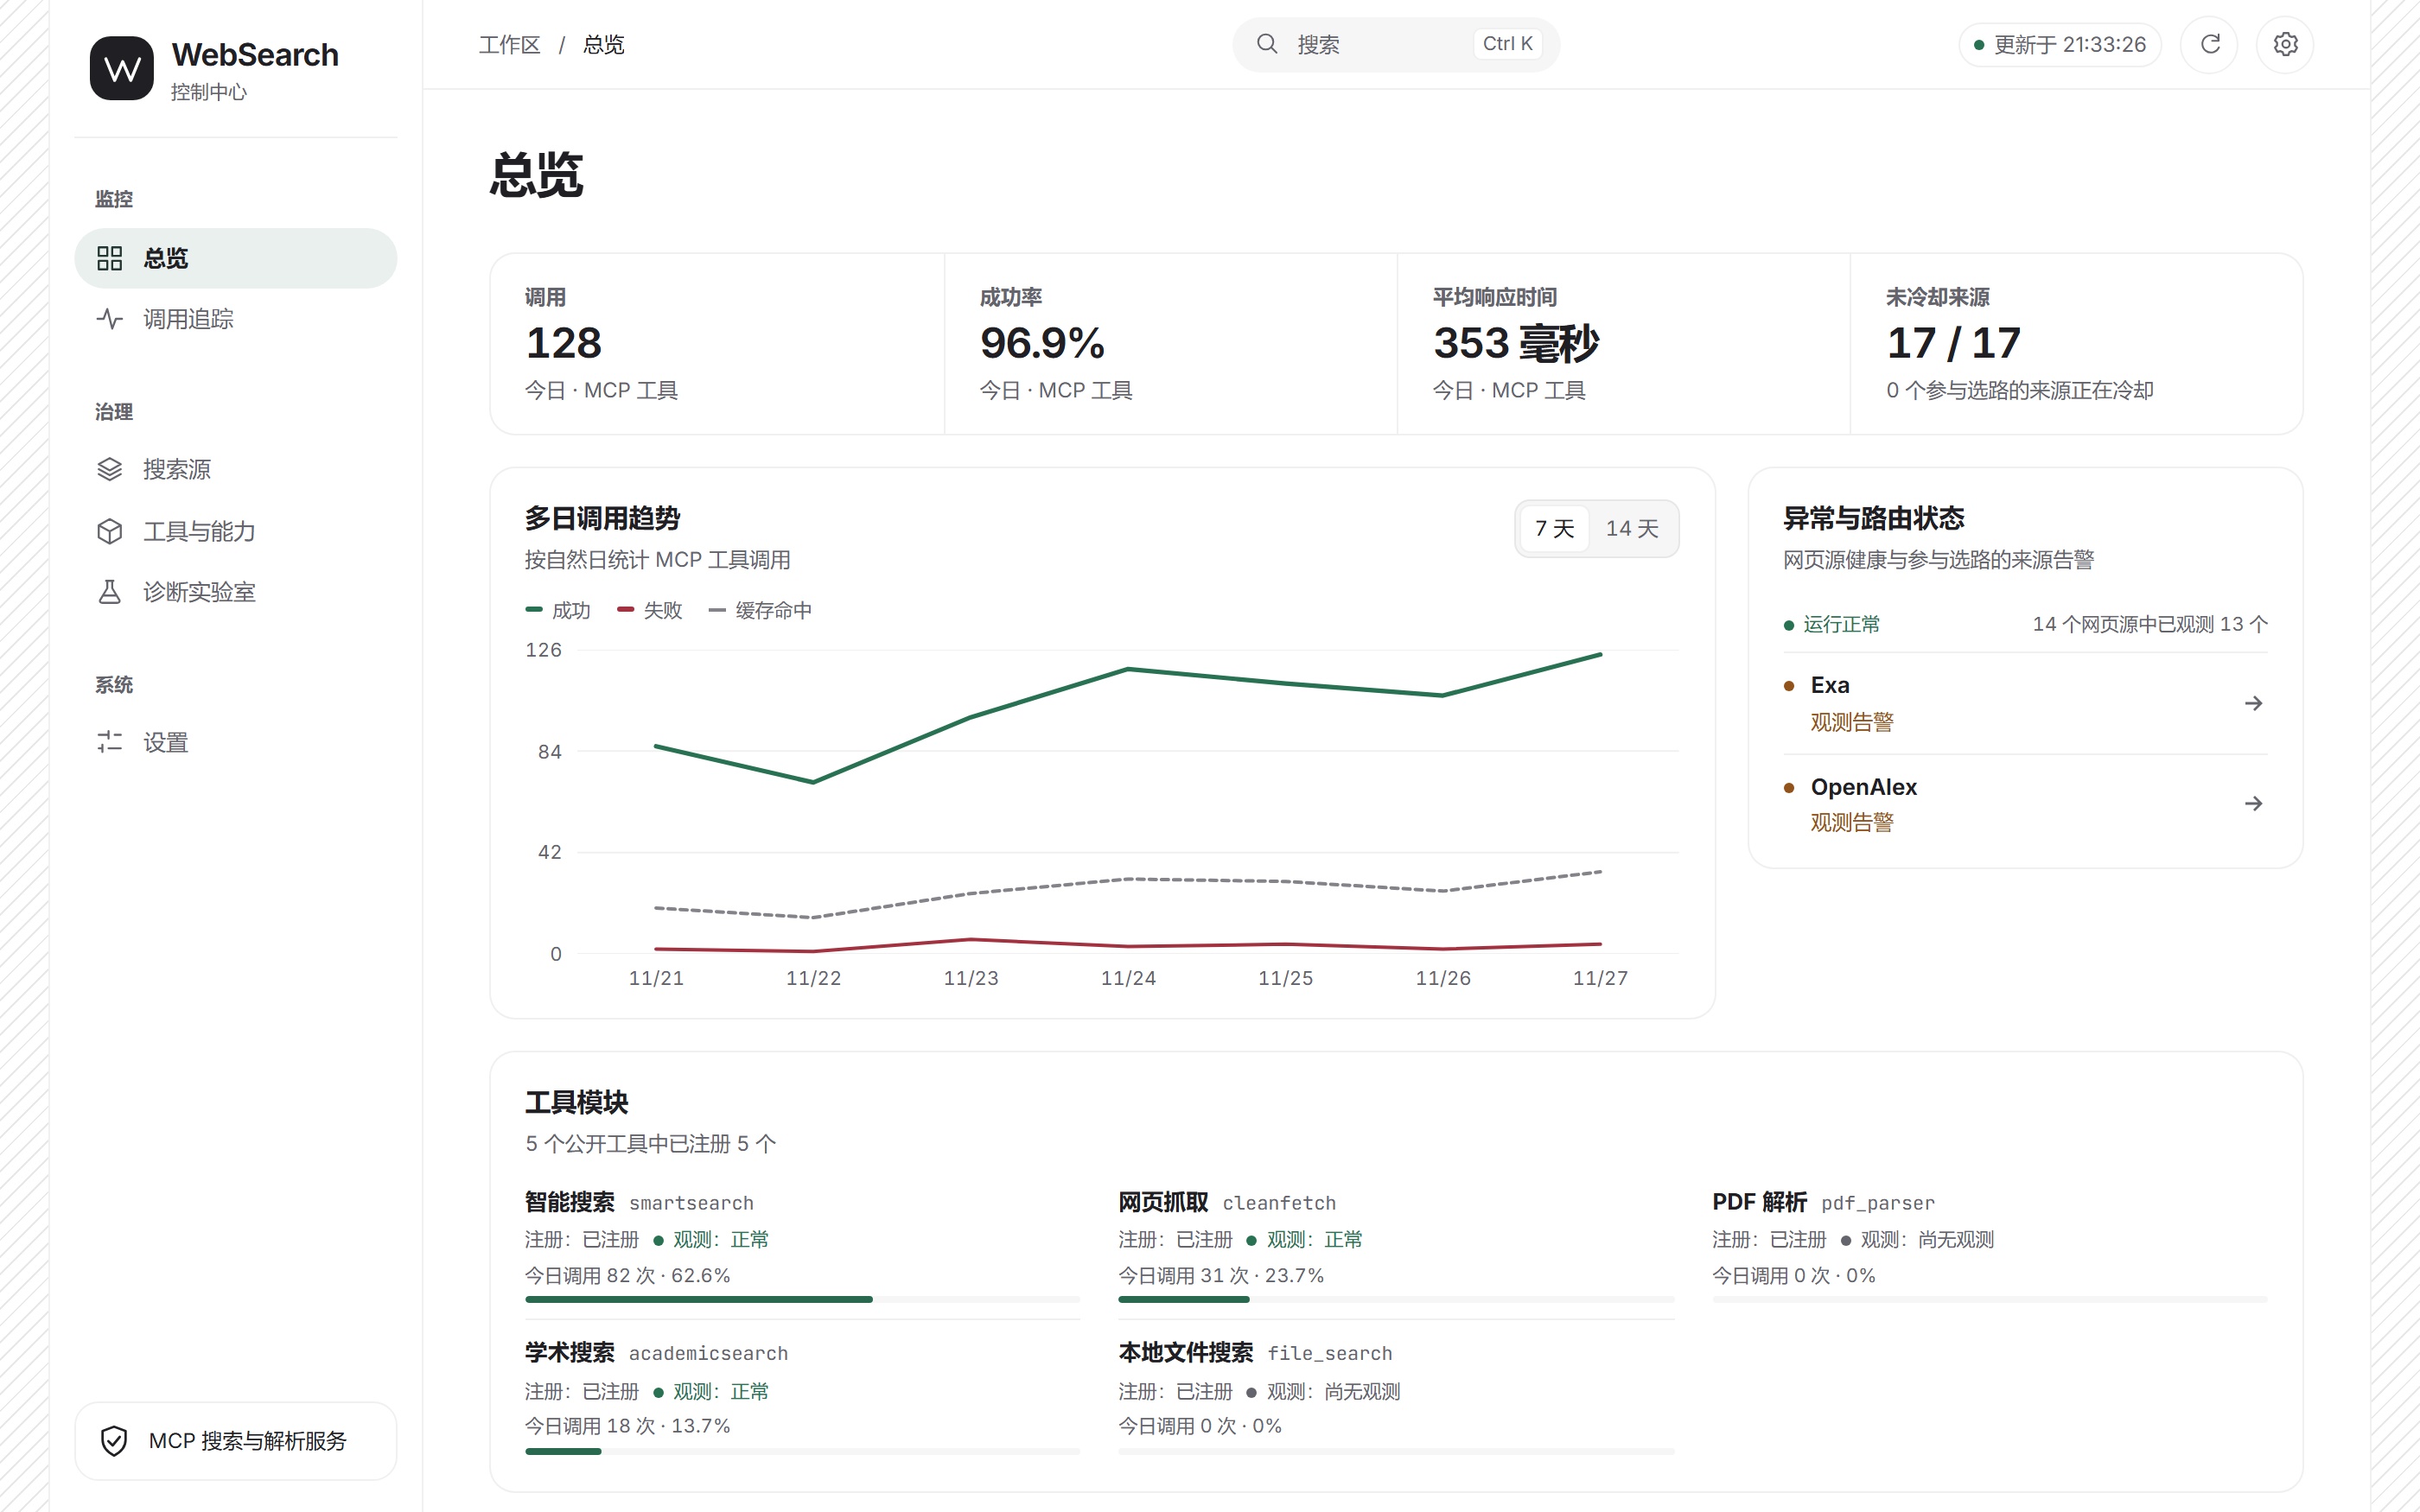 WebSearch
控制中心
监控
总览
调用追踪
治理
搜索源
工具与能力
诊断实验室
系统
设置
MCP 搜索与解析服务
工作区 / 总览
搜索 Ctrl K
更新于 21:33:26
总览
调用
128
今日 · MCP 工具
成功率
96.9%
今日 · MCP 工具
平均响应时间
353 毫秒
今日 · MCP 工具
未冷却来源
17 / 17
0 个参与选路的来源正在冷却
多日调用趋势
按自然日统计 MCP 工具调用
7 天 14 天
成功 失败 缓存命中
126
84
42
0
11/21 11/22 11/23 11/24 11/25 11/26 11/27
异常与路由状态
网页源健康与参与选路的来源告警
运行正常 14 个网页源中已观测 13 个
Exa
观测告警
OpenAlex
观测告警
工具模块
5 个公开工具中已注册 5 个
智能搜索 smartsearch
注册：已注册 观测：正常
今日调用 82 次 · 62.6%
网页抓取 cleanfetch
注册：已注册 观测：正常
今日调用 31 次 · 23.7%
PDF 解析 pdf_parser
注册：已注册 观测：尚无观测
今日调用 0 次 · 0%
学术搜索 academicsearch
注册：已注册 观测：正常
今日调用 18 次 · 13.7%
本地文件搜索 file_search
注册：已注册 观测：尚无观测
今日调用 0 次 · 0%